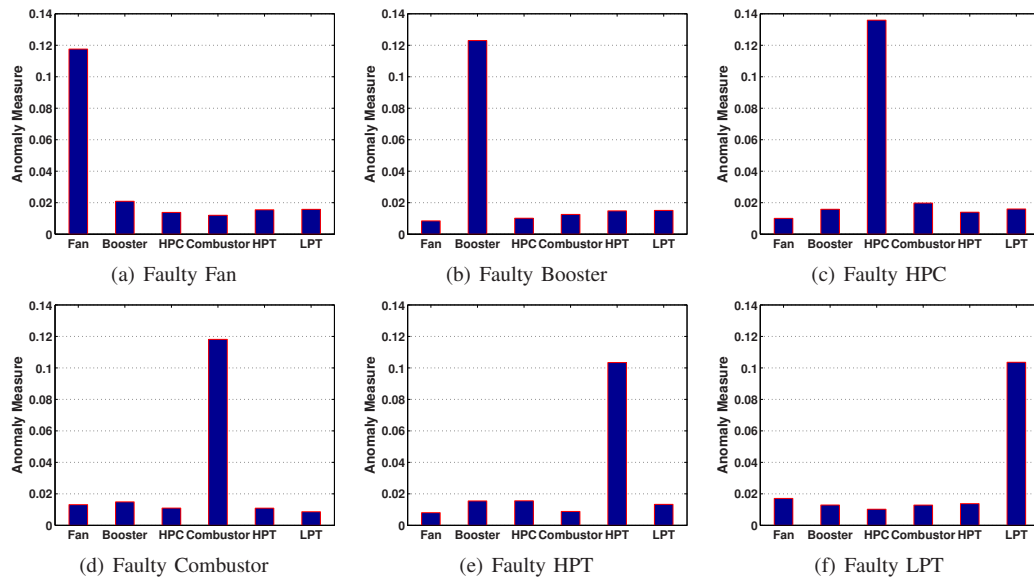 0.14
0.12
0.1
0.08
0.06
0.04
0.02
0
Anomaly Measure
Fan Booster HPC Combustor HPT LPT
(a) Faulty Fan
0.14
0.12
0.1
0.08
0.06
0.04
0.02
0
Anomaly Measure
Fan Booster HPC Combustor HPT LPT
(b) Faulty Booster
0.14
0.12
0.1
0.08
0.06
0.04
0.02
0
Anomaly Measure
Fan Booster HPC Combustor HPT LPT
(c) Faulty HPC
0.14
0.12
0.1
0.08
0.06
0.04
0.02
0
Anomaly Measure
Fan Booster HPC Combustor HPT LPT
(d) Faulty Combustor
0.14
0.12
0.1
0.08
0.06
0.04
0.02
0
Anomaly Measure
Fan Booster HPC Combustor HPT LPT
(e) Faulty HPT
0.14
0.12
0.1
0.08
0.06
0.04
0.02
0
Anomaly Measure
Fan Booster HPC Combustor HPT LPT
(f) Faulty LPT